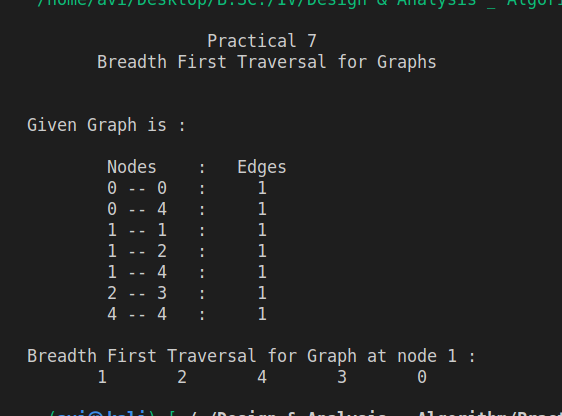 /home/avi/Desktop/B.SC./IV/Design & Analysis _ Algori
Practical 7
Breadth First Traversal for Graphs
Given Graph is :
Nodes : Edges
0 -- 0 : 1
0 -- 4 : 1
1 -- 1 : 1
1 -- 2 : 1
1 -- 4 : 1
2 -- 3 : 1
4 -- 4 : 1
Breadth First Traversal for Graph at node 1 :
1 2 4 3 0
(avi@kali) [ / /Design & Analysis Algorithm/Pract